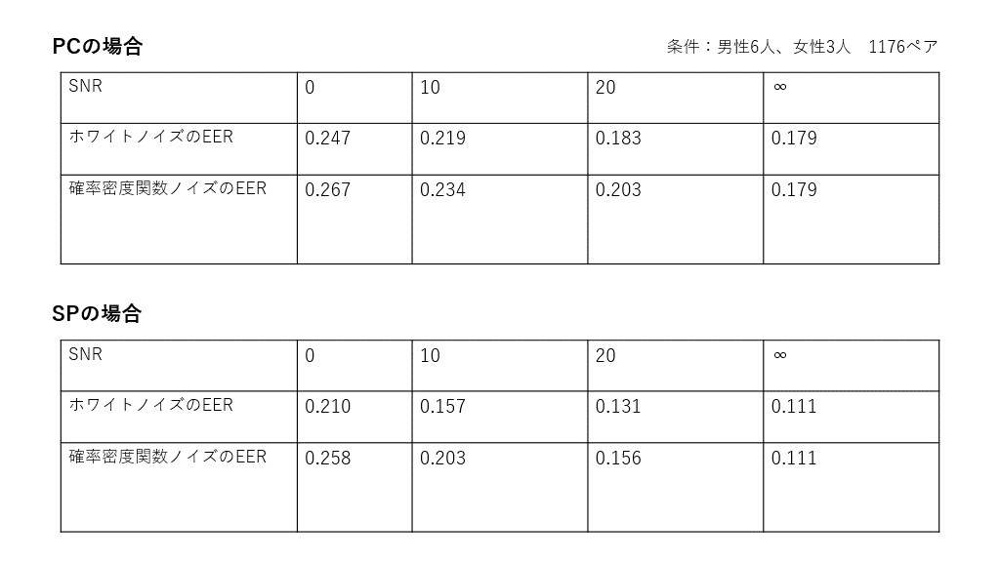 PCの場合
条件：男性6人、女性3人　1176ペア
SNR 0 10 20 ∞
ホワイトノイズのEER 0.247 0.219 0.183 0.179
確率密度関数ノイズのEER 0.267 0.234 0.203 0.179
SPの場合
SNR 0 10 20 ∞
ホワイトノイズのEER 0.210 0.157 0.131 0.111
確率密度関数ノイズのEER 0.258 0.203 0.156 0.111